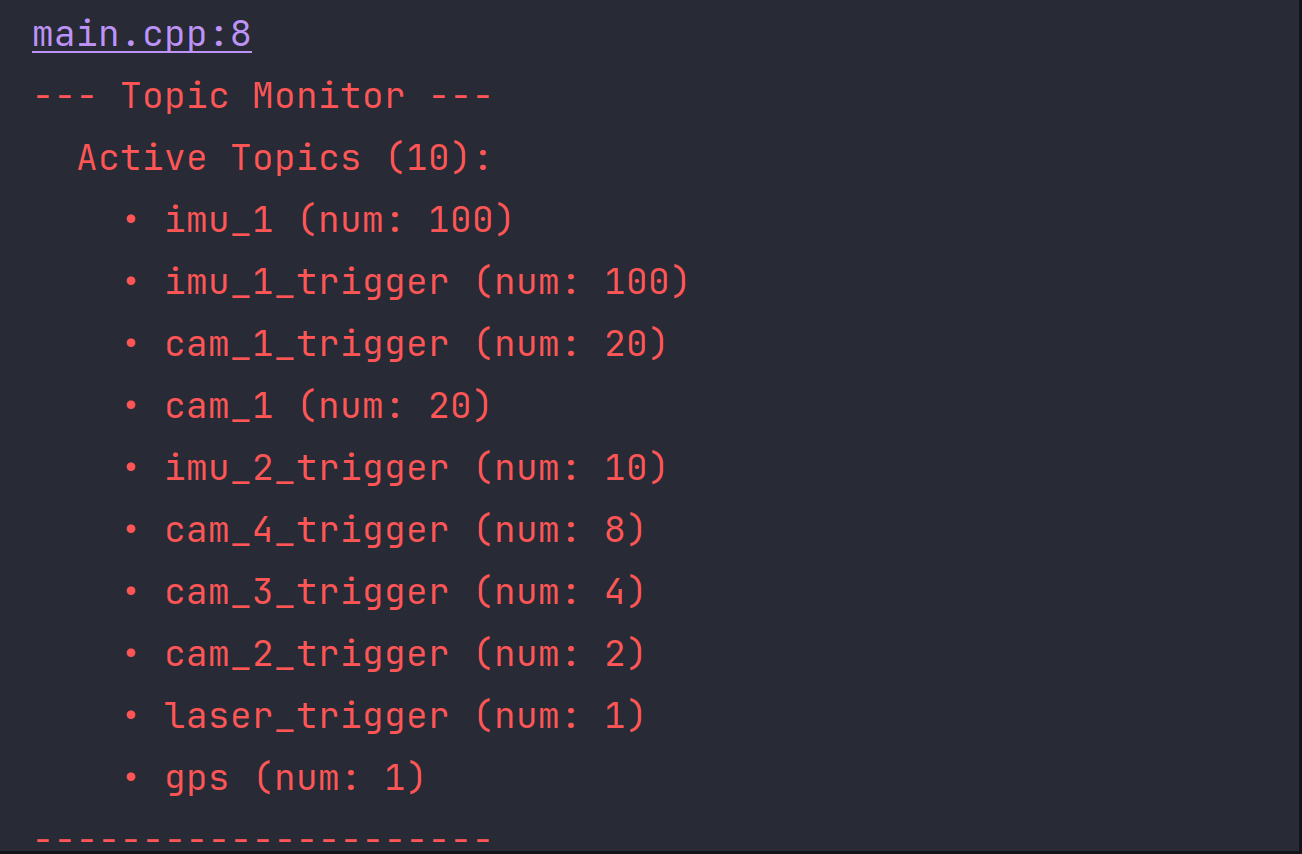 main.cpp:8
--- Topic Monitor ---
Active Topics (10):
• imu_1 (num: 100)
• imu_1_trigger (num: 100)
• cam_1_trigger (num: 20)
• cam_1 (num: 20)
• imu_2_trigger (num: 10)
• cam_4_trigger (num: 8)
• cam_3_trigger (num: 4)
• cam_2_trigger (num: 2)
• laser_trigger (num: 1)
• gps (num: 1)
---------------------